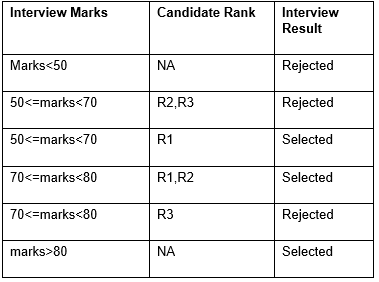 Interview Marks Candidate Rank Interview
Result
Marks<50 NA Rejected
50<=marks<70 R2,R3 Rejected
50<=marks<70 R1 Selected
70<=marks<80 R1,R2 Selected
70<=marks<80 R3 Rejected
marks>80 NA Selected